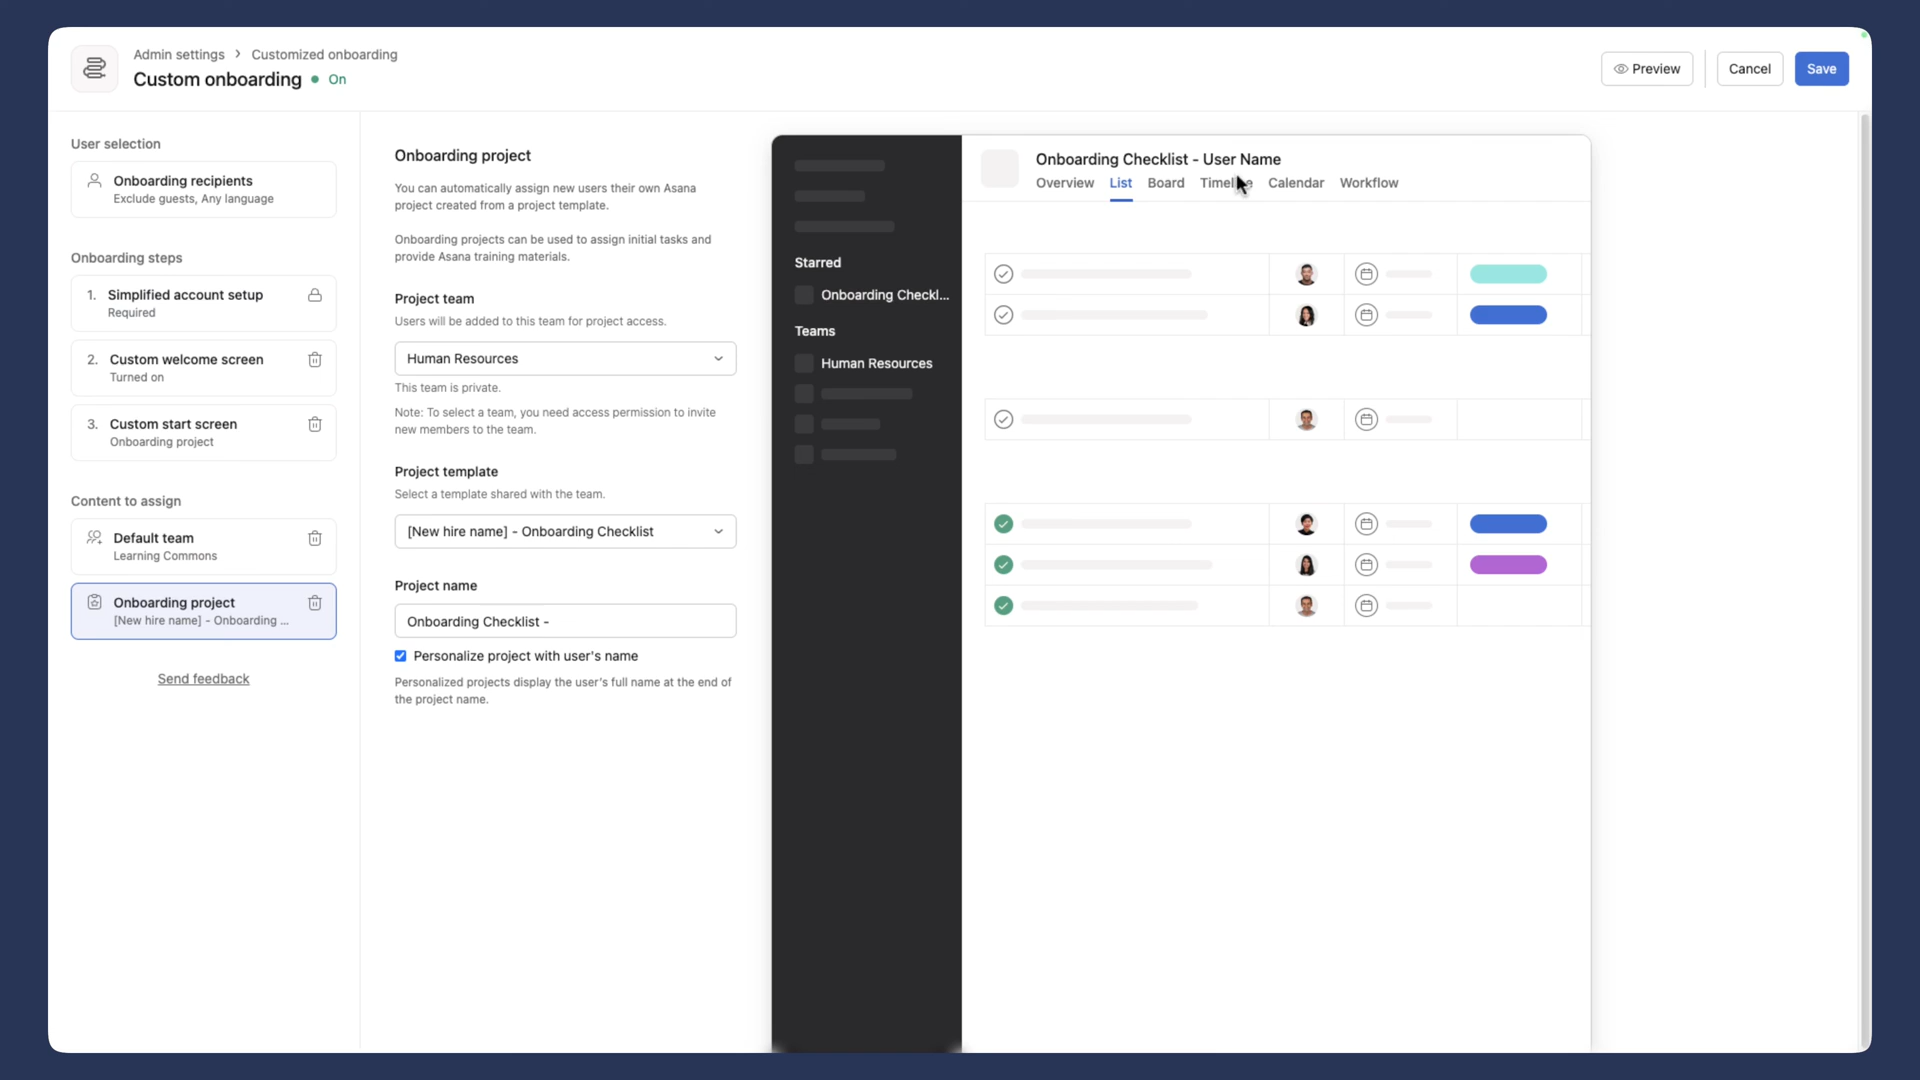 Admin settings > Customized onboarding
Custom onboarding • On
Preview
Cancel
Save
User selection
Onboarding recipients
Exclude guests, Any language
Onboarding steps
1. Simplified account setup
Required
2. Custom welcome screen
Turned on
3. Custom start screen
Onboarding project
Content to assign
Default team
Learning Commons
Onboarding project
[New hire name] - Onboarding ...
Send feedback
Onboarding project
You can automatically assign new users their own Asana
project created from a project template.
Onboarding projects can be used to assign initial tasks and
provide Asana training materials.
Project team
Users will be added to this team for project access.
Human Resources
This team is private.
Note: To select a team, you need access permission to invite
new members to the team.
Project template
Select a template shared with the team.
[New hire name] - Onboarding Checklist
Project name
Onboarding Checklist -
Personalize project with user's name
Personalized projects display the user's full name at the end of
the project name.
Starred
Onboarding Checkl...
Teams
Human Resources
Onboarding Checklist - User Name
Overview List Board Timeline Calendar Workflow